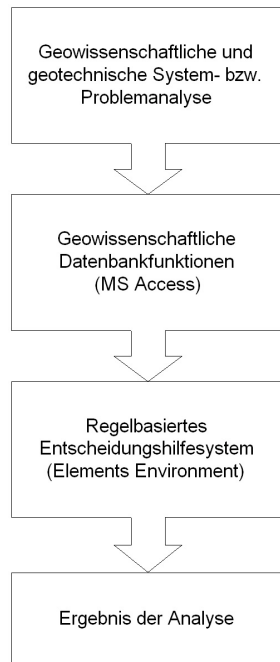 Geowissenschaftliche und
geotechnische System- bzw.
Problemanalyse
Geowissenschaftliche
Datenbankfunktionen
(MS Access)
Regelbasiertes
Entscheidungshilfesystem
(Elements Environment)
Ergebnis der Analyse